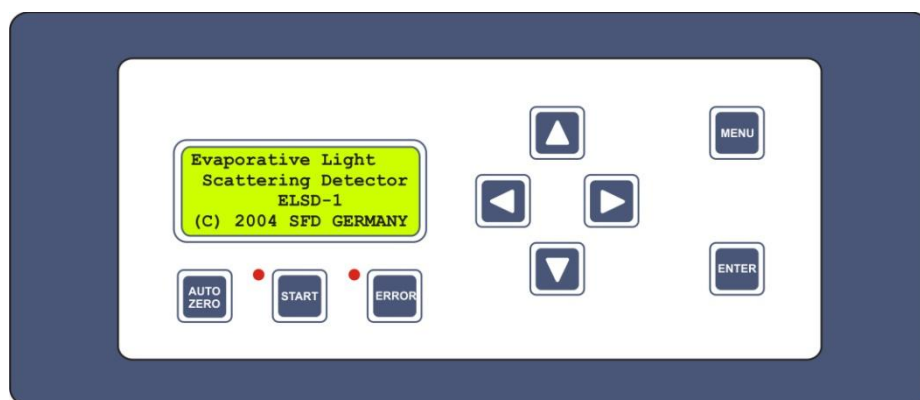 Evaporative Light
Scattering Detector
ELSD-1
(C) 2004 SFD GERMANY
AUTO
ZERO
START
ERROR
MENU
ENTER